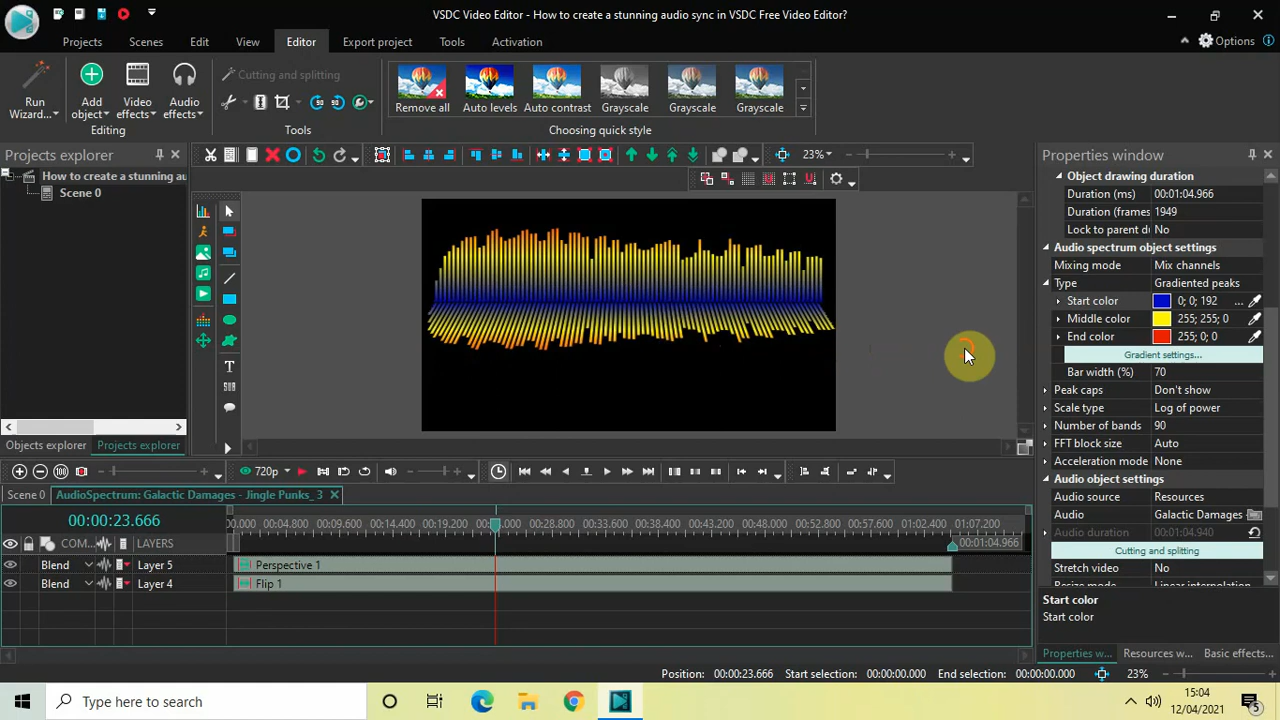 VSDC Video Editor - How to create a stunning audio sync in VSDC Free Video Editor?
Projects Scenes Edit View Editor Export project Tools Activation
Options
Run Wizard...
Add object
Video effects
Audio effects
Editing
Cutting and splitting
Tools
Remove all
Auto levels
Auto contrast
Grayscale
Grayscale
Grayscale
Choosing quick style
Projects explorer
How to create a stunning au
Scene 0
Objects explorer
Projects explorer
23%
Properties window
Object drawing duration
Duration (ms) 00:01:04.966
Duration (frames 1949
Lock to parent d No
Audio spectrum object settings
Mixing mode Mix channels
Type Gradiented peaks
Start color 0; 0; 192 ...
Middle color 255; 255; 0
End color 255; 0; 0
Gradient settings...
Bar width (%) 70
Peak caps Don't show
Scale type Log of power
Number of bands 90
FFT block size Auto
Acceleration mode None
Audio object settings
Audio source Resources
Audio Galactic Damages -
Audio duration 00:01:04.940
Cutting and splitting
Stretch video No
Resize mode Linear interpolation
Start color
Start color
Properties w...
Resources w...
Basic effects...
720p
Scene 0
AudioSpectrum: Galactic Damages - Jingle Punks_ 3
00:00:23.666
:00.000 00:04.800 00:09.600 00:14.400 00:19.200 00:28.800 00:33.600 00:38.400 00:43.200 00:48.000 00:52.800 00:57.600 01:02.400 01:07.200
00:01:04.966
COM... LAYERS
Blend Layer 5 Perspective 1
Blend Layer 4 Flip 1
Position: 00:00:23.666 Start selection: 00:00:00.000 End selection: 00:00:00.000 23%
Type here to search
15:04
12/04/2021
5